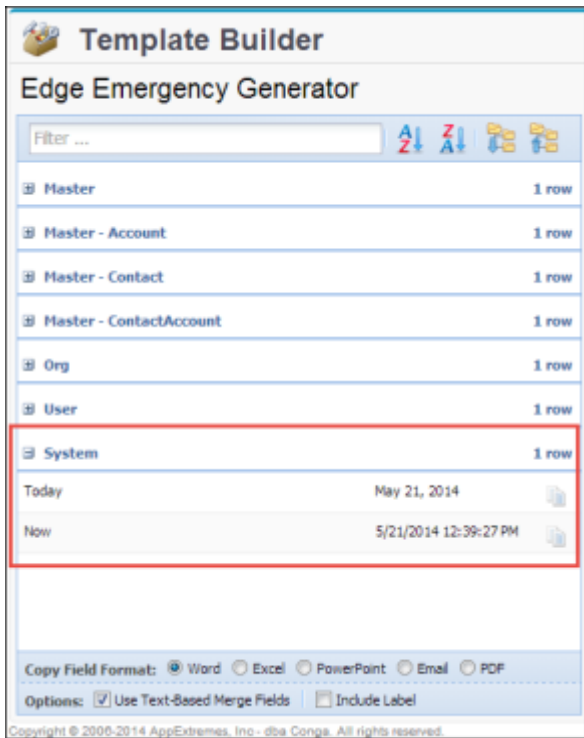 Template Builder
Edge Emergency Generator
Filter ...
Master 1 row
Master - Account 1 row
Master - Contact 1 row
Master - ContactAccount 1 row
Org 1 row
User 1 row
System 1 row
Today May 21, 2014
Now 5/21/2014 12:39:27 PM
Copy Field Format: Word Excel PowerPoint Email PDF
Options: Use Text-Based Merge Fields Include Label
Copyright © 2006-2014 AppExtremes, Inc - dba Conga. All rights reserved.